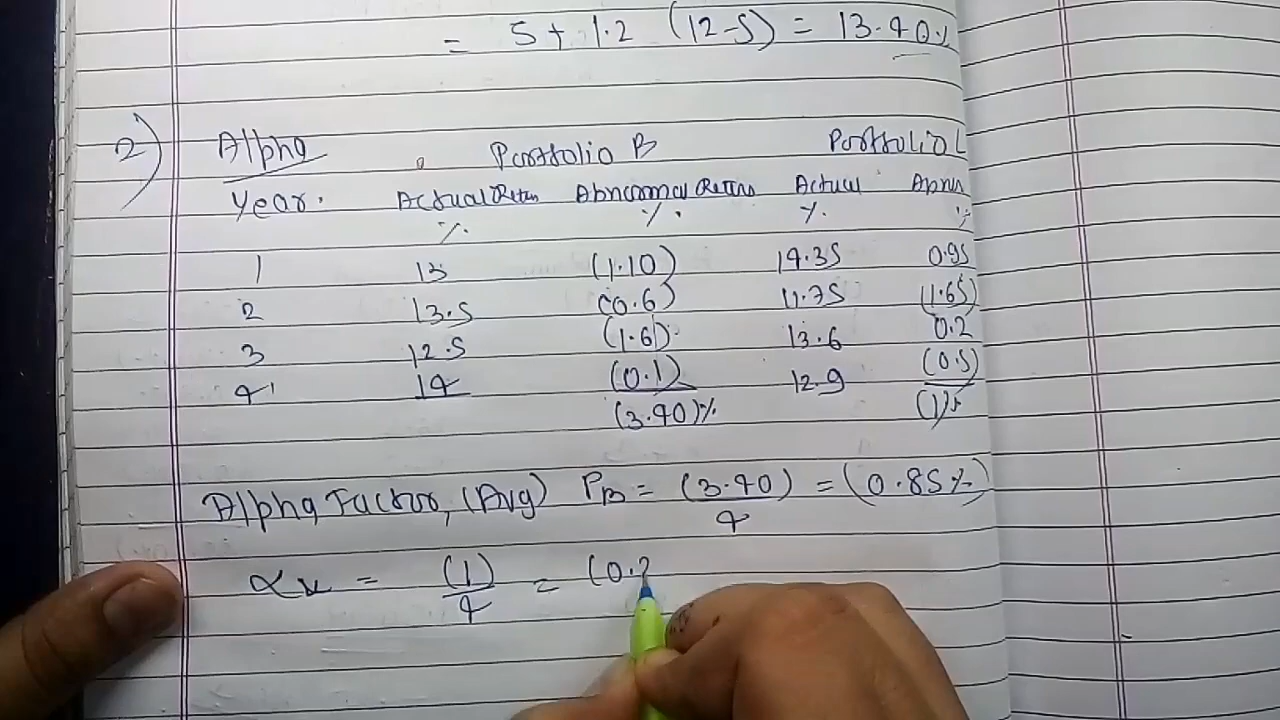 = 5 + 1.2 (12-5) = 13.40%
2) Alpha Portfolio B Portfolio L
Year. Actual Return Abnormal Returns Actual Abnor
% % % %
1 13 (1.10) 14.35 0.95
2 13.5 (0.6) 11.75 (1.65)
3 12.5 (1.6) 13.6 0.2
4 14 (0.1) 12.9 (0.5)
(3.40)% (1)%
Alpha Factor, (Avg) PB = (3.40) = (0.85%)
4
αx = (1) = (0.2
4